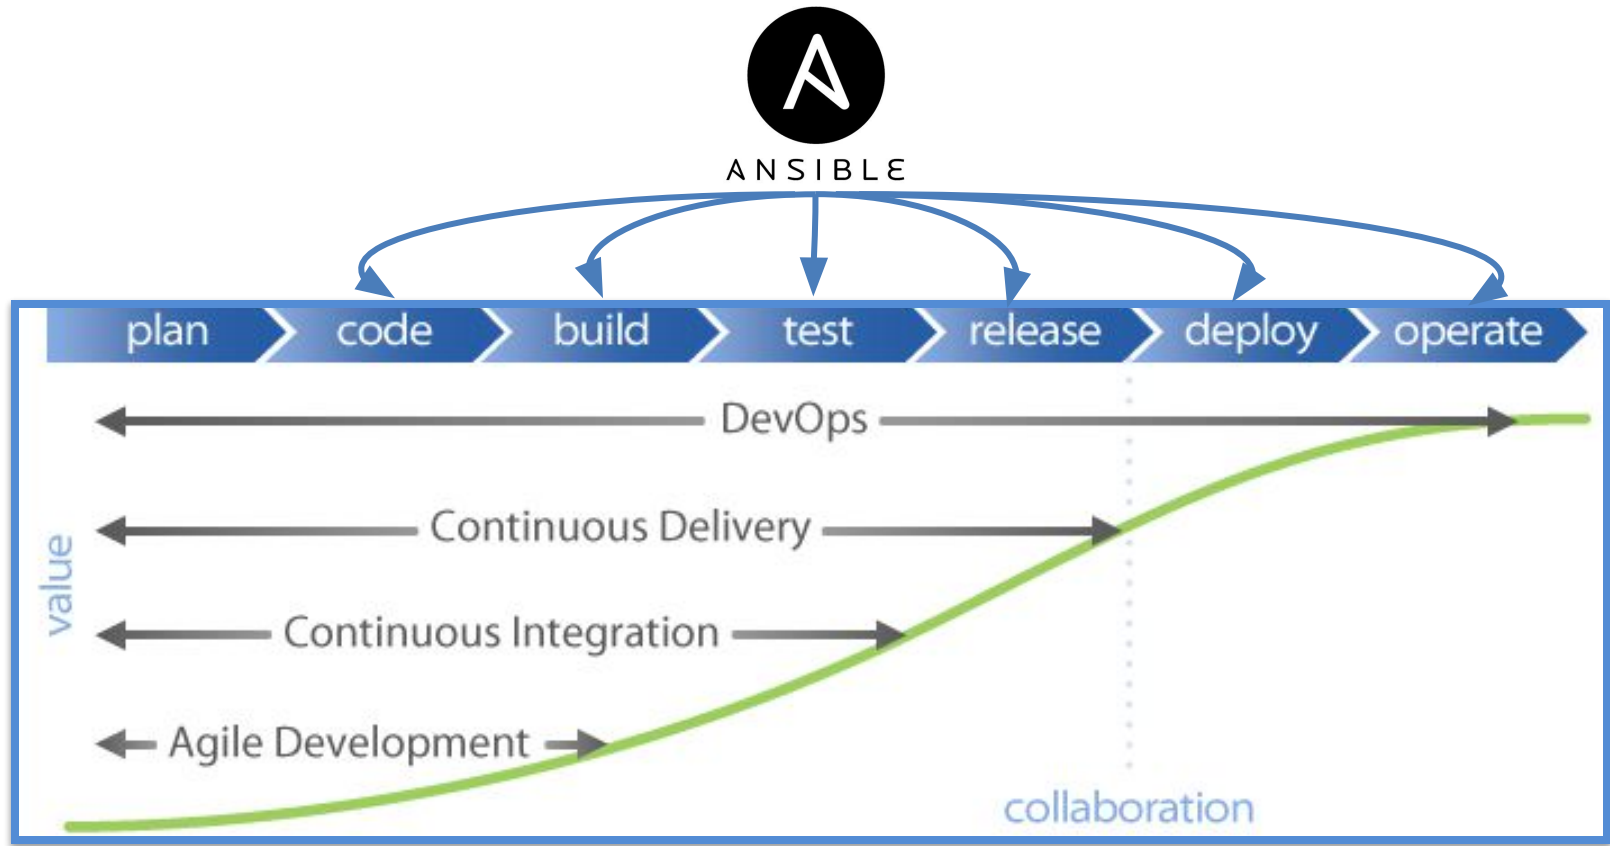 ANSIBLE
plan code build test release deploy operate
DevOps
Continuous Delivery
value
Continuous Integration
Agile Development
collaboration